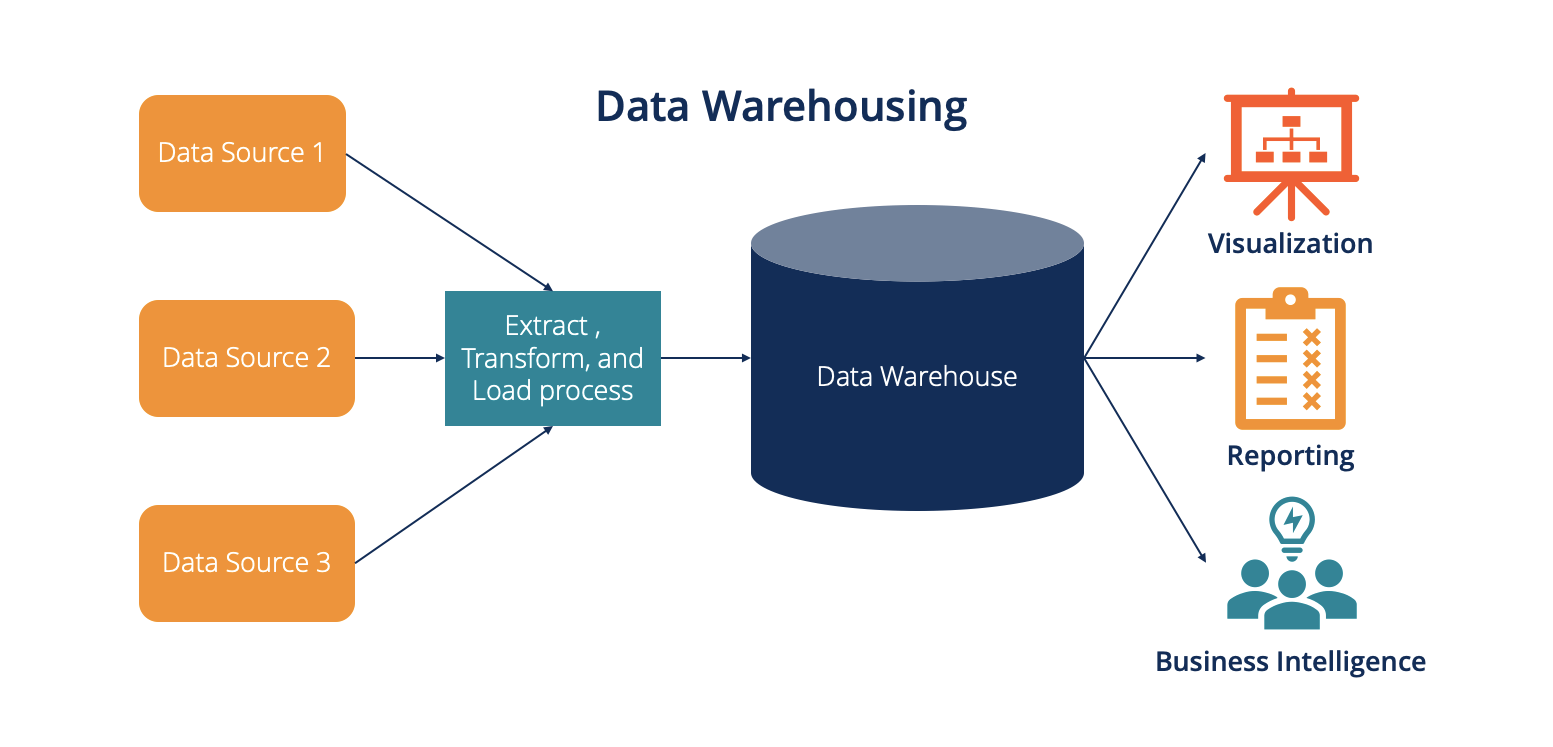 Data Warehousing
Data Source 1
Data Source 2
Data Source 3
Extract ,
Transform, and
Load process
Data Warehouse
Visualization
Reporting
Business Intelligence